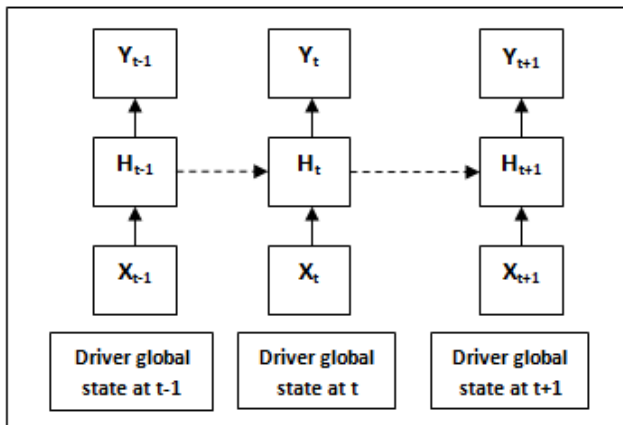 Yt-1 Yt Yt+1
Ht-1 Ht Ht+1
Xt-1 Xt Xt+1
Driver global Driver global Driver global
state at t-1 state at t state at t+1